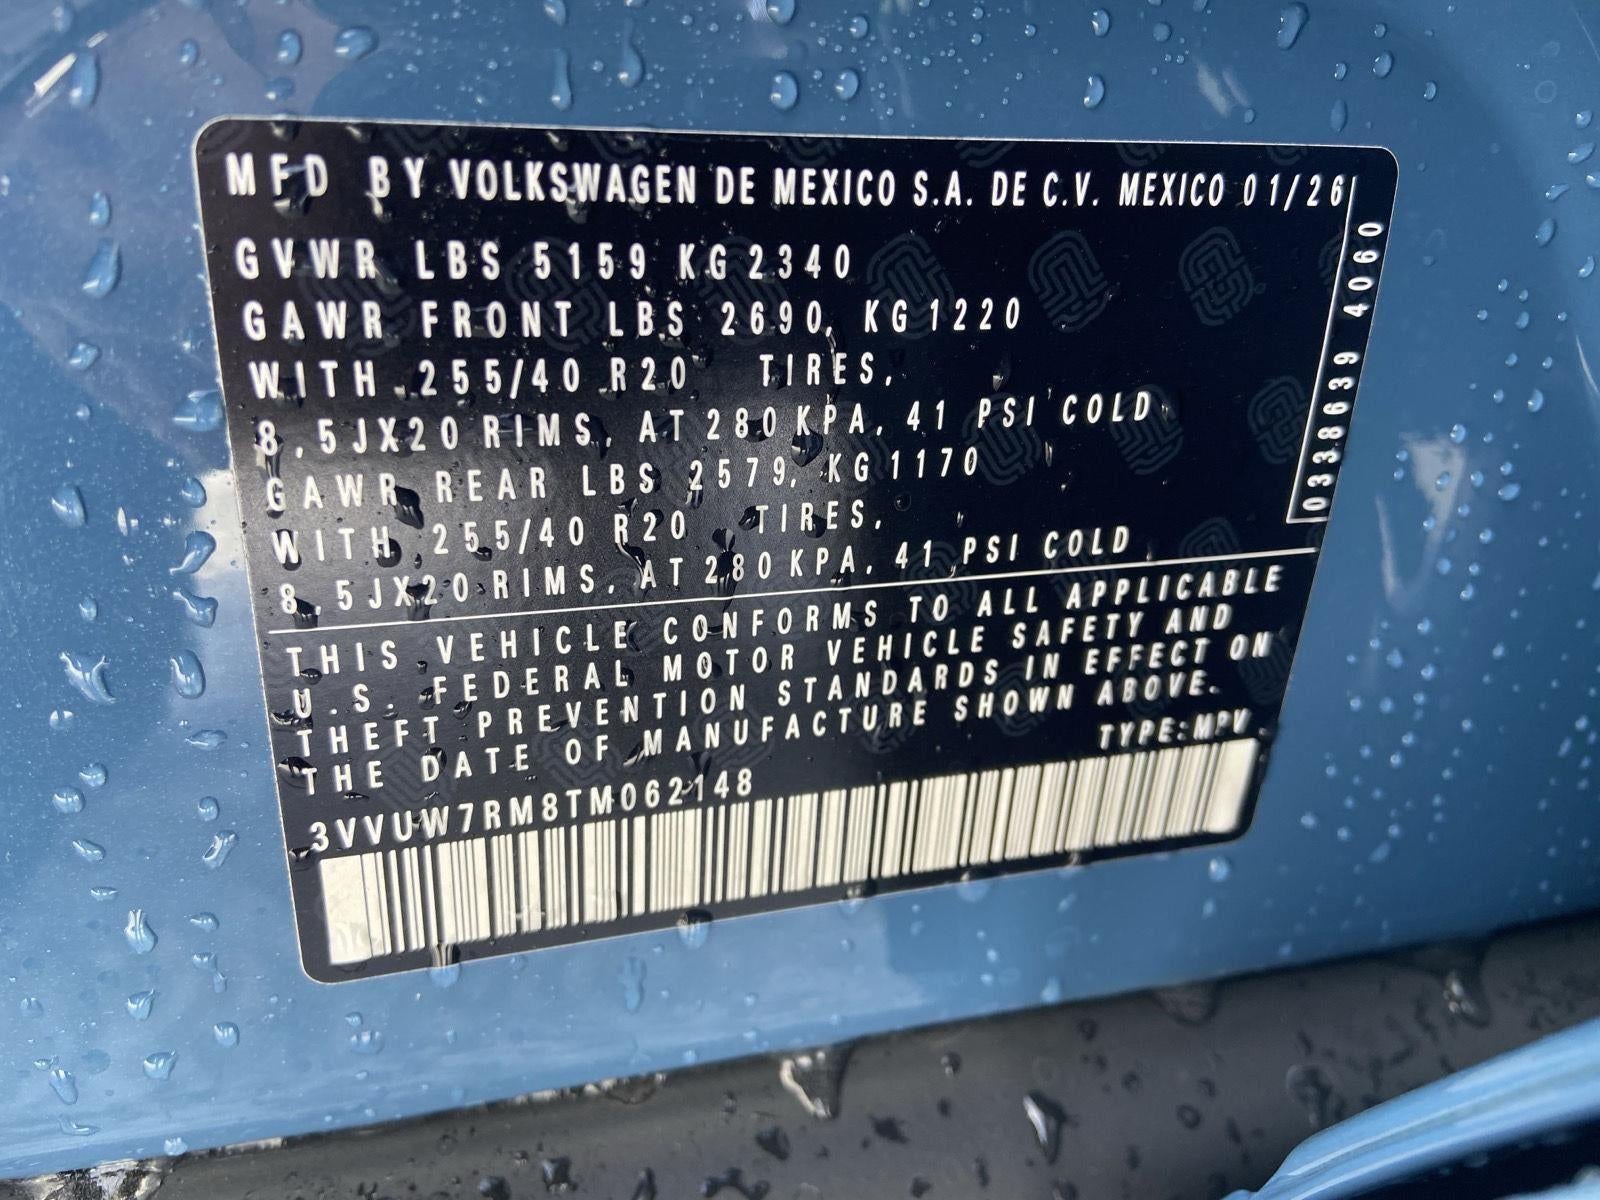 MFD BY VOLKSWAGEN DE MEXICO S.A. DE C.V. MEXICO 01/26
GVWR LBS 5159 KG 2340
GAWR FRONT LBS 2690, KG 1220
WITH 255/40 R20 TIRES,
8,5JX20 RIMS, AT 280 KPA, 41 PSI COLD
GAWR REAR LBS 2579, KG 1170
WITH 255/40 R20 TIRES,
8,5JX20 RIMS, AT 280 KPA, 41 PSI COLD
0338639 4060
THIS VEHICLE CONFORMS TO ALL APPLICABLE
U.S. FEDERAL MOTOR VEHICLE SAFETY AND
THEFT PREVENTION STANDARDS IN EFFECT ON
THE DATE OF MANUFACTURE SHOWN ABOVE.
TYPE:MPV
3VVUW7RM8TM062148